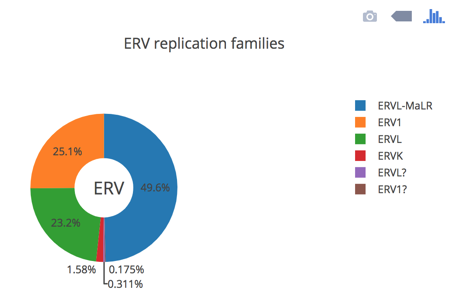 ERV replication families
ERVL-MaLR
ERV1
ERVL
ERVK
ERVL?
ERV1?
25.1%
ERV
49.6%
23.2%
1.58%
0.175%
0.311%